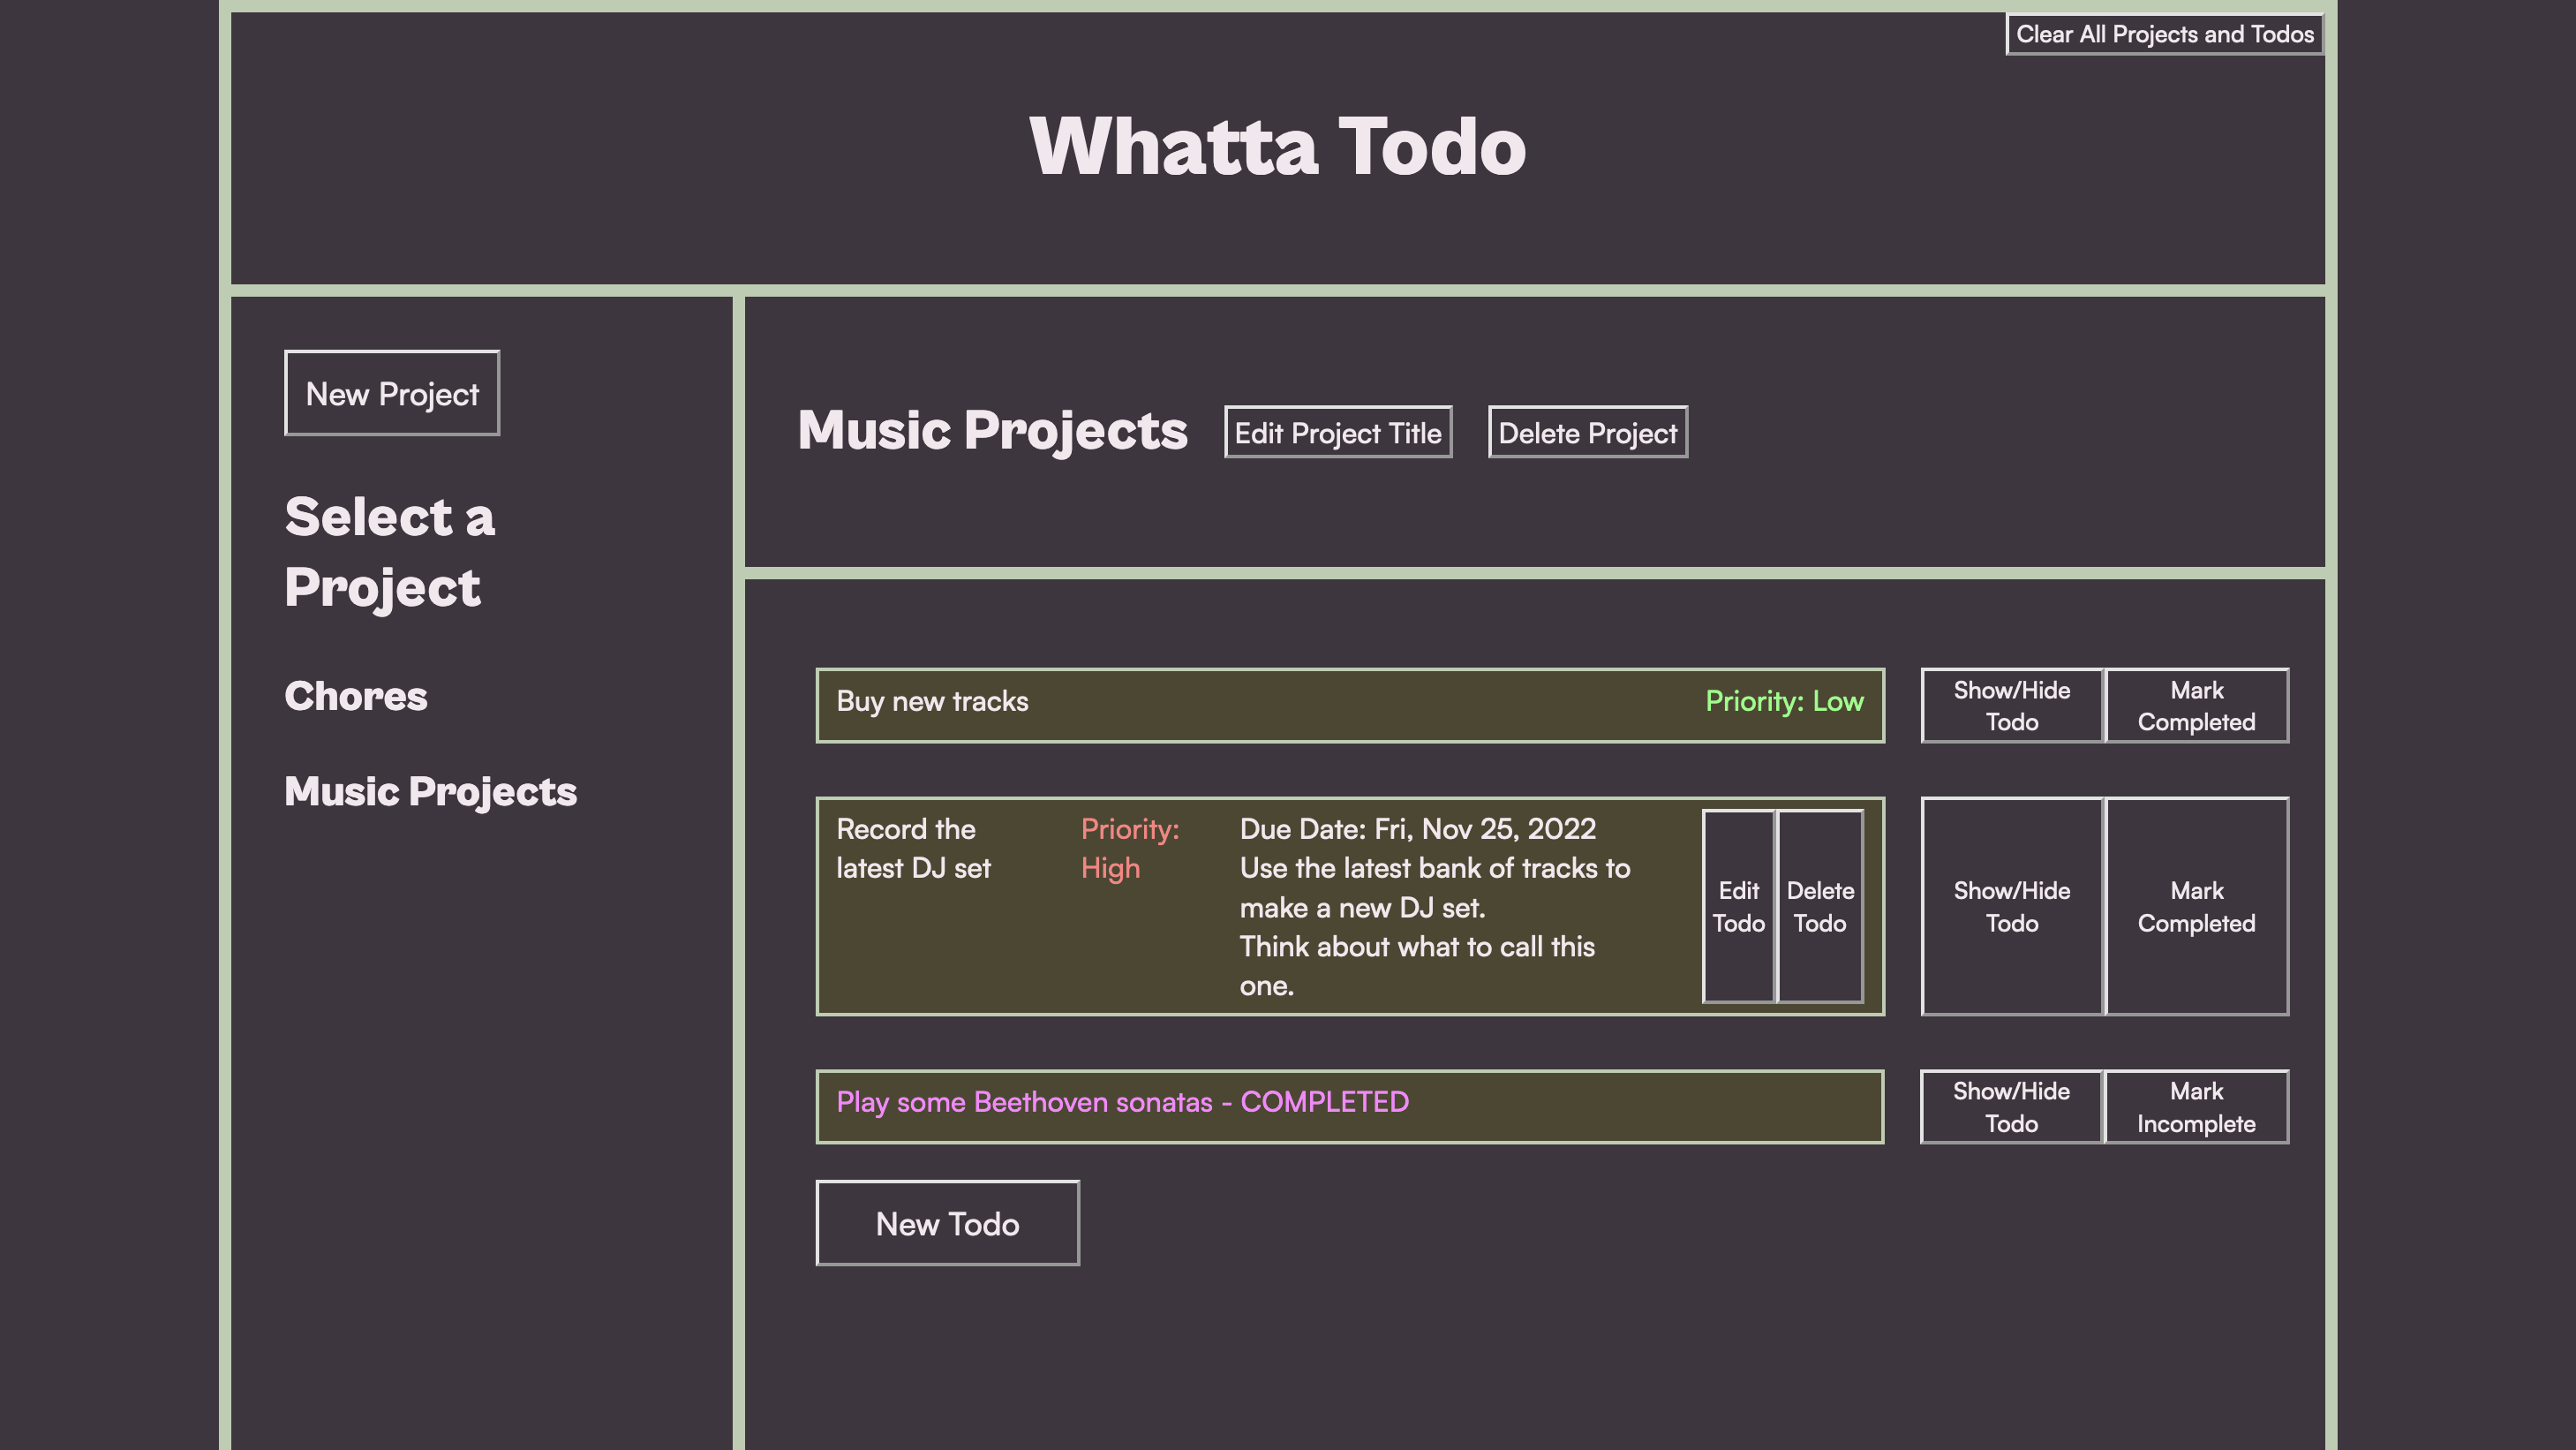 Clear All Projects and Todos
Whatta Todo
New Project
Select a
Project
Chores
Music Projects
Music Projects
Edit Project Title
Delete Project
Buy new tracks
Priority: Low
Show/Hide
Todo
Mark
Completed
Record the
latest DJ set
Priority:
High
Due Date: Fri, Nov 25, 2022
Use the latest bank of tracks to
make a new DJ set.
Think about what to call this
one.
Edit
Todo
Delete
Todo
Show/Hide
Todo
Mark
Completed
Play some Beethoven sonatas - COMPLETED
Show/Hide
Todo
Mark
Incomplete
New Todo